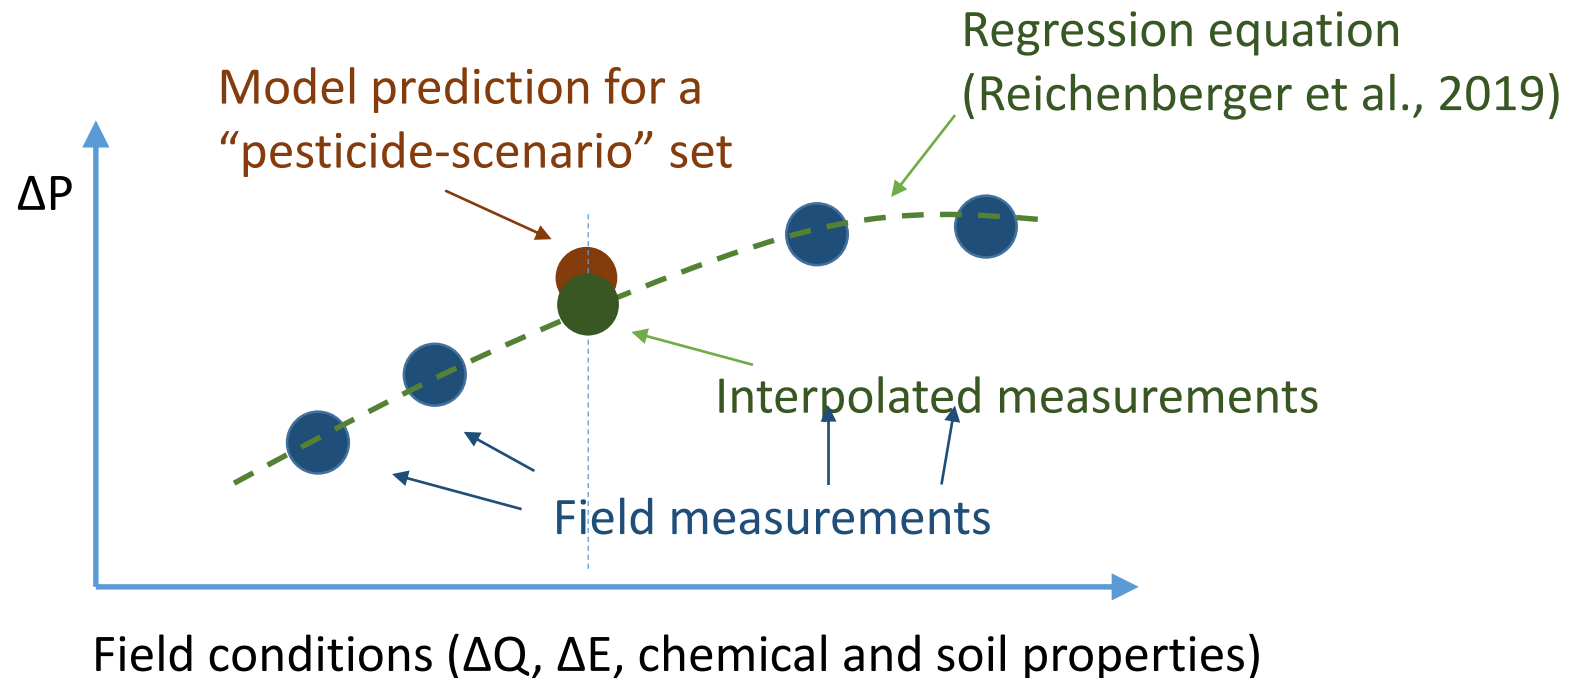 Regression equation
(Reichenberger et al., 2019)
Model prediction for a
“pesticide-scenario” set
ΔP
Interpolated measurements
Field measurements
Field conditions (ΔQ, ΔE, chemical and soil properties)